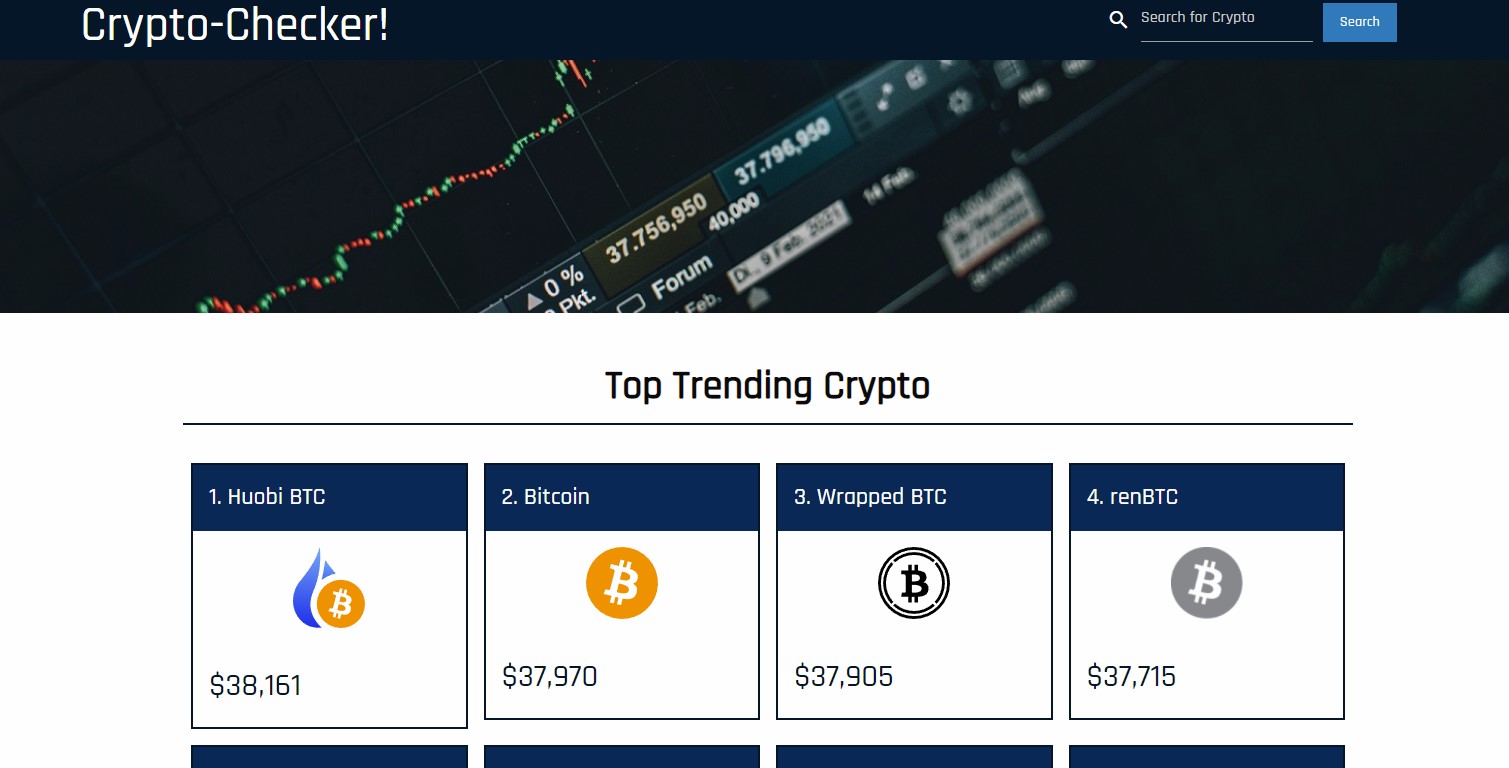 Crypto-Checker!
Search for Crypto
Search
37.796,950
37.756,950
40,000
14 Feb.
Di., 9 Feb. 2021
0 %
Pkt.
Forum
Feb.
Top Trending Crypto
1. Huobi BTC
2. Bitcoin
3. Wrapped BTC
4. renBTC
$38,161
$37,970
$37,905
$37,715